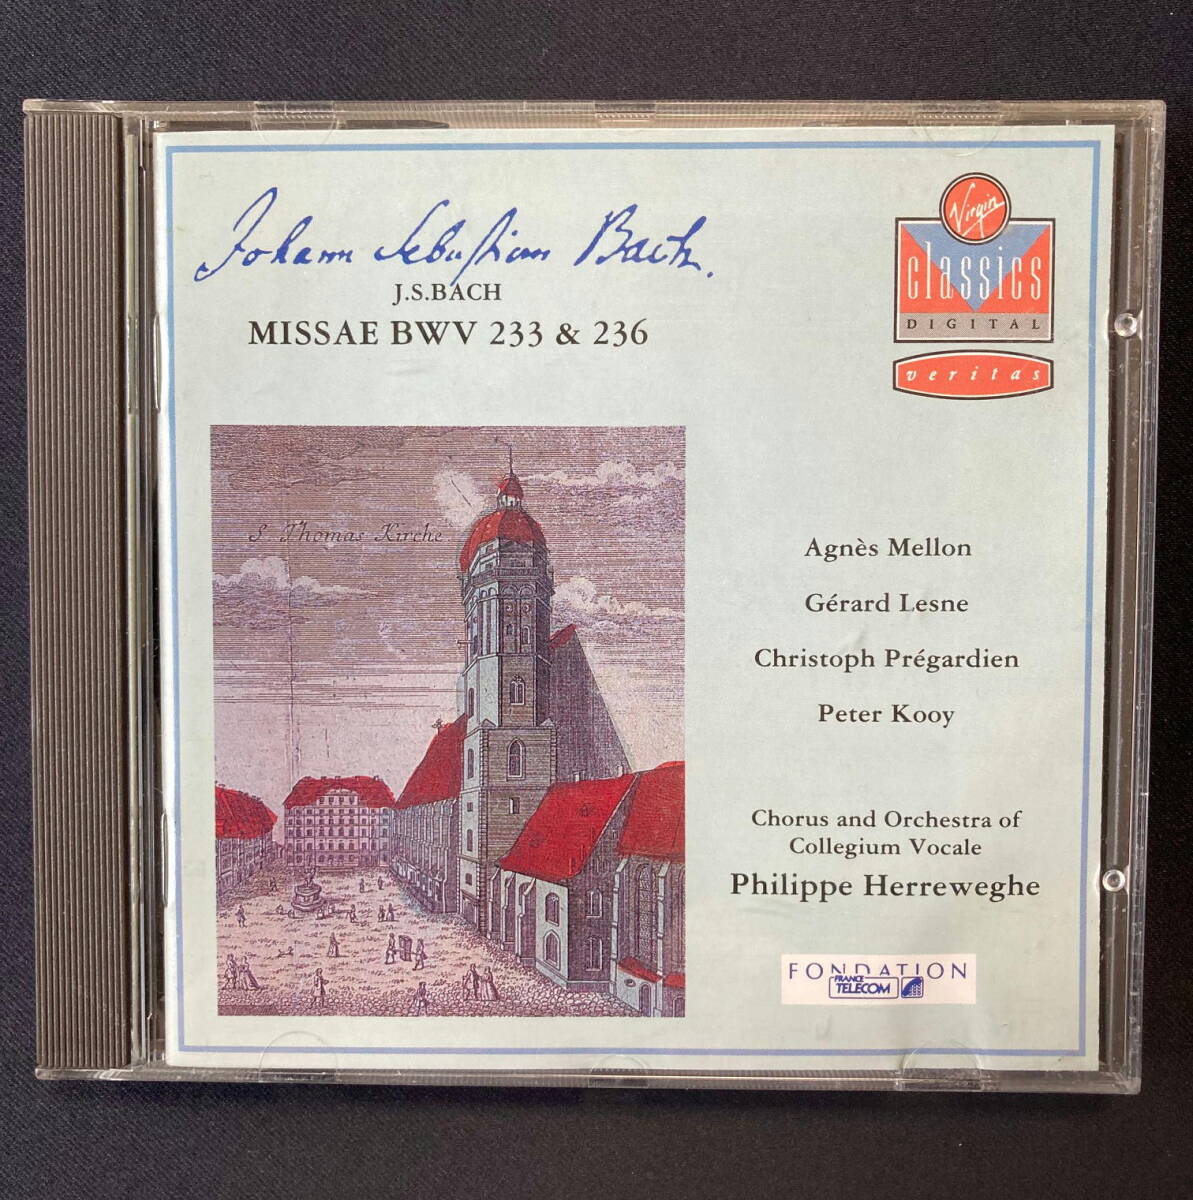 Johann Sebastian Bach.
J.S.BACH
MISSAE BWV 233 & 236
Virgin
classics
DIGITAL
veritas
S. Thomas Kirche
Agnès Mellon
Gérard Lesne
Christoph Prégardien
Peter Kooy
Chorus and Orchestra of
Collegium Vocale
Philippe Herreweghe
FONDATION
FRANCE
TELECOM